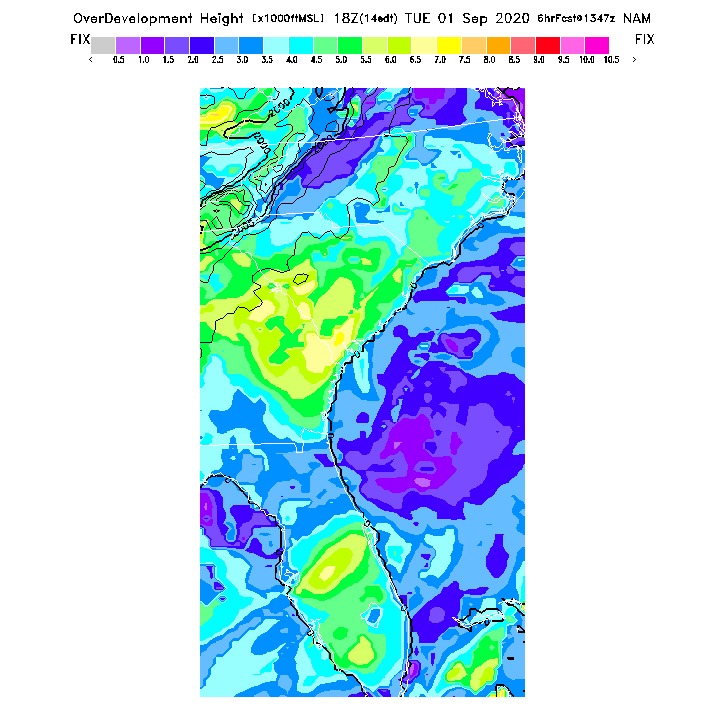 OverDevelopment Height [x1000ftMSL] 18Z(14edt) TUE 01 Sep 2020 6hrFcst@1347z NAM
FIX FIX
< 0.5 1.0 1.5 2.0 2.5 3.0 3.5 4.0 4.5 5.0 5.5 6.0 6.5 7.0 7.5 8.0 8.5 9.0 9.5 10.0 10.5 >
2000